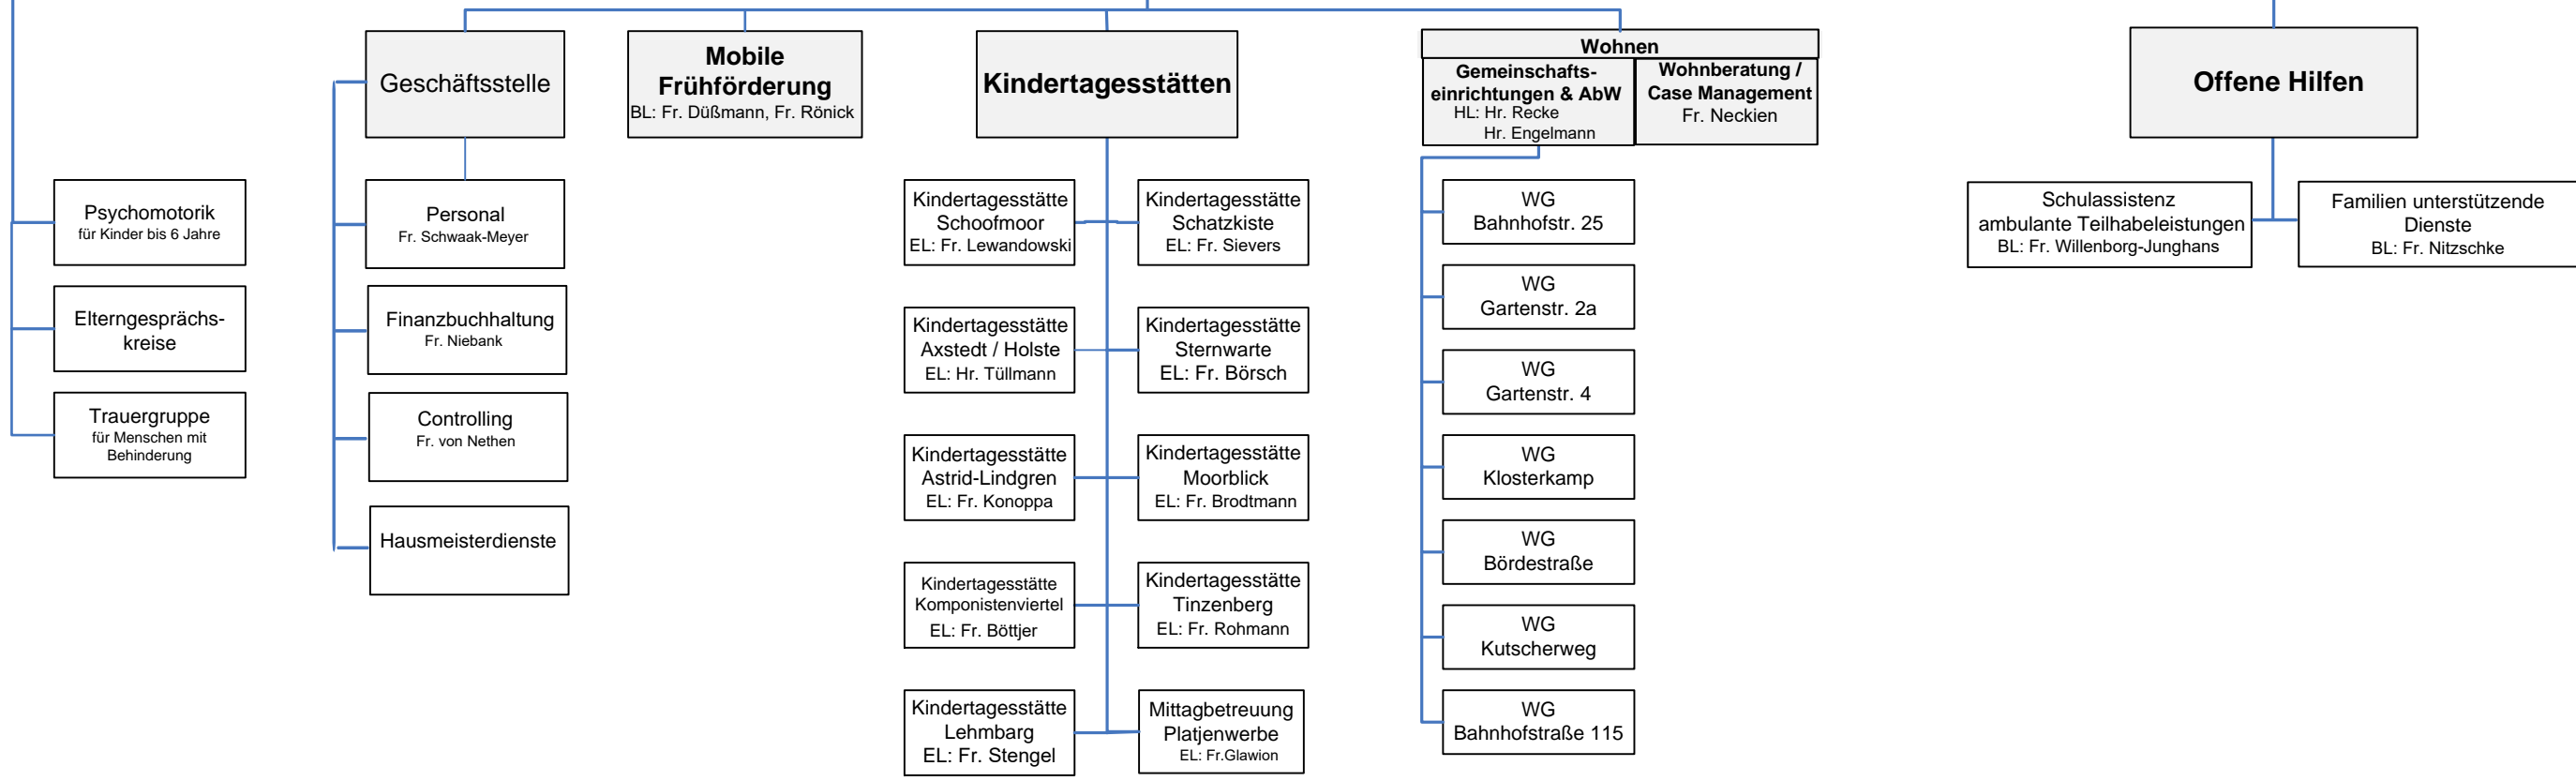 Geschäftsstelle
Mobile
Frühförderung
BL: Fr. Düßmann, Fr. Rönick
Kindertagesstätten
Wohnen
Gemeinschafts-
einrichtungen & AbW
HL: Hr. Recke
Hr. Engelmann
Wohnberatung /
Case Management
Fr. Neckien
Offene Hilfen
Psychomotorik
für Kinder bis 6 Jahre
Elterngesprächs-
kreise
Trauergruppe
für Menschen mit
Behinderung
Personal
Fr. Schwaak-Meyer
Finanzbuchhaltung
Fr. Niebank
Controlling
Fr. von Nethen
Hausmeisterdienste
Kindertagesstätte
Schoofmoor
EL: Fr. Lewandowski
Kindertagesstätte
Schatzkiste
EL: Fr. Sievers
Kindertagesstätte
Axstedt / Holste
EL: Hr. Tüllmann
Kindertagesstätte
Sternwarte
EL: Fr. Börsch
Kindertagesstätte
Astrid-Lindgren
EL: Fr. Konoppa
Kindertagesstätte
Moorblick
EL: Fr. Brodtmann
Kindertagesstätte
Komponistenviertel
EL: Fr. Böttjer
Kindertagesstätte
Tinzenberg
EL: Fr. Rohmann
Kindertagesstätte
Lehmbarg
EL: Fr. Stengel
Mittagbetreuung
Platjenwerbe
EL: Fr.Glawion
WG
Bahnhofstr. 25
WG
Gartenstr. 2a
WG
Gartenstr. 4
WG
Klosterkamp
WG
Bördestraße
WG
Kutscherweg
WG
Bahnhofstraße 115
Schulassistenz
ambulante Teilhabeleistungen
BL: Fr. Willenborg-Junghans
Familien unterstützende
Dienste
BL: Fr. Nitzschke